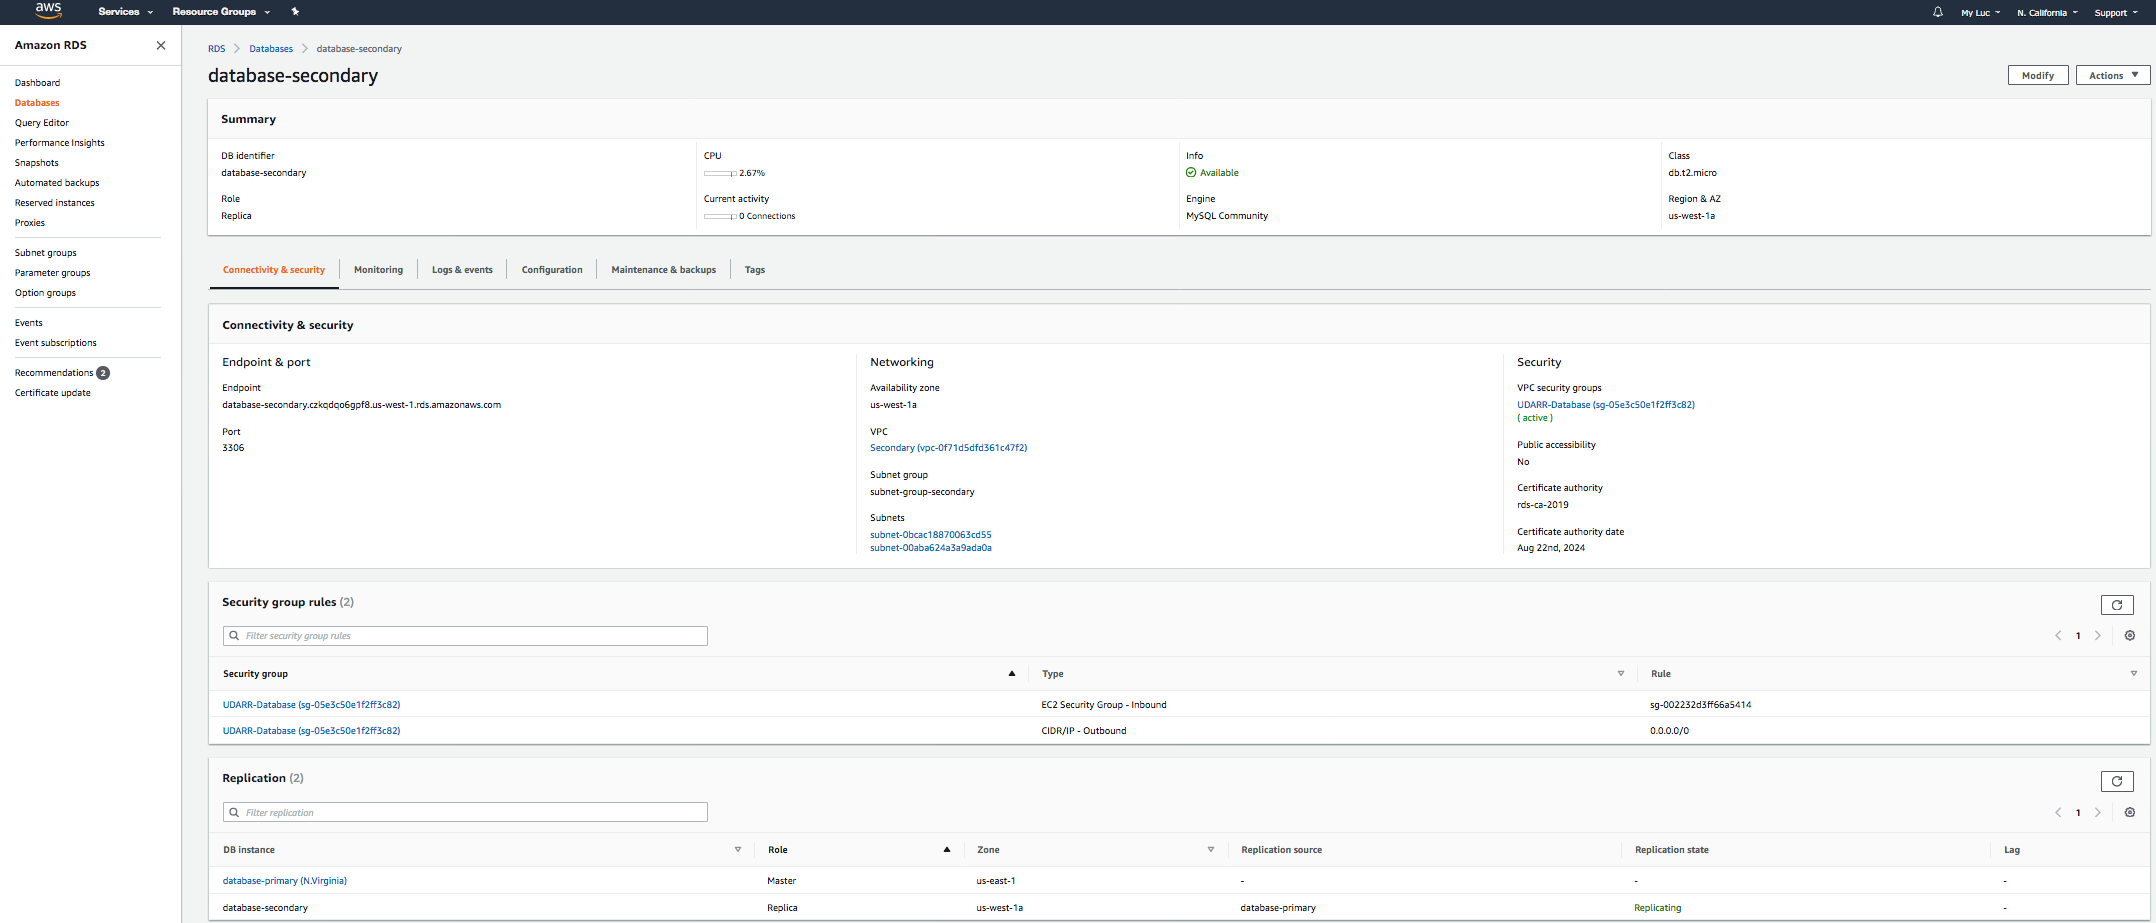 aws
Services
Resource Groups
My Luc
N. California
Support
Amazon RDS
Dashboard
Databases
Query Editor
Performance Insights
Snapshots
Automated backups
Reserved instances
Proxies
Subnet groups
Parameter groups
Option groups
Events
Event subscriptions
Recommendations 2
Certificate update
RDS > Databases > database-secondary
database-secondary
Modify
Actions
Summary
DB identifier
database-secondary
Role
Replica
CPU
2.67%
Current activity
0 Connections
Info
Available
Engine
MySQL Community
Class
db.t2.micro
Region & AZ
us-west-1a
Connectivity & security
Monitoring
Logs & events
Configuration
Maintenance & backups
Tags
Connectivity & security
Endpoint & port
Endpoint
database-secondary.czkqdqo6gpf8.us-west-1.rds.amazonaws.com
Port
3306
Networking
Availability zone
us-west-1a
VPC
Secondary (vpc-0f71d5dfd361c47f2)
Subnet group
subnet-group-secondary
Subnets
subnet-0bcac18870063cd55
subnet-00aba624a3a9ada0a
Security
VPC security groups
UDARR-Database (sg-05e3c50e1f2ff3c82)
( active )
Public accessibility
No
Certificate authority
rds-ca-2019
Certificate authority date
Aug 22nd, 2024
Security group rules (2)
Filter security group rules
1
Security group Type Rule
UDARR-Database (sg-05e3c50e1f2ff3c82) EC2 Security Group - Inbound sg-002232d3ff66a5414
UDARR-Database (sg-05e3c50e1f2ff3c82) CIDR/IP - Outbound 0.0.0.0/0
Replication (2)
Filter replication
1
DB instance Role Zone Replication source Replication state Lag
database-primary (N.Virginia) Master us-east-1 - - -
database-secondary Replica us-west-1a database-primary Replicating -